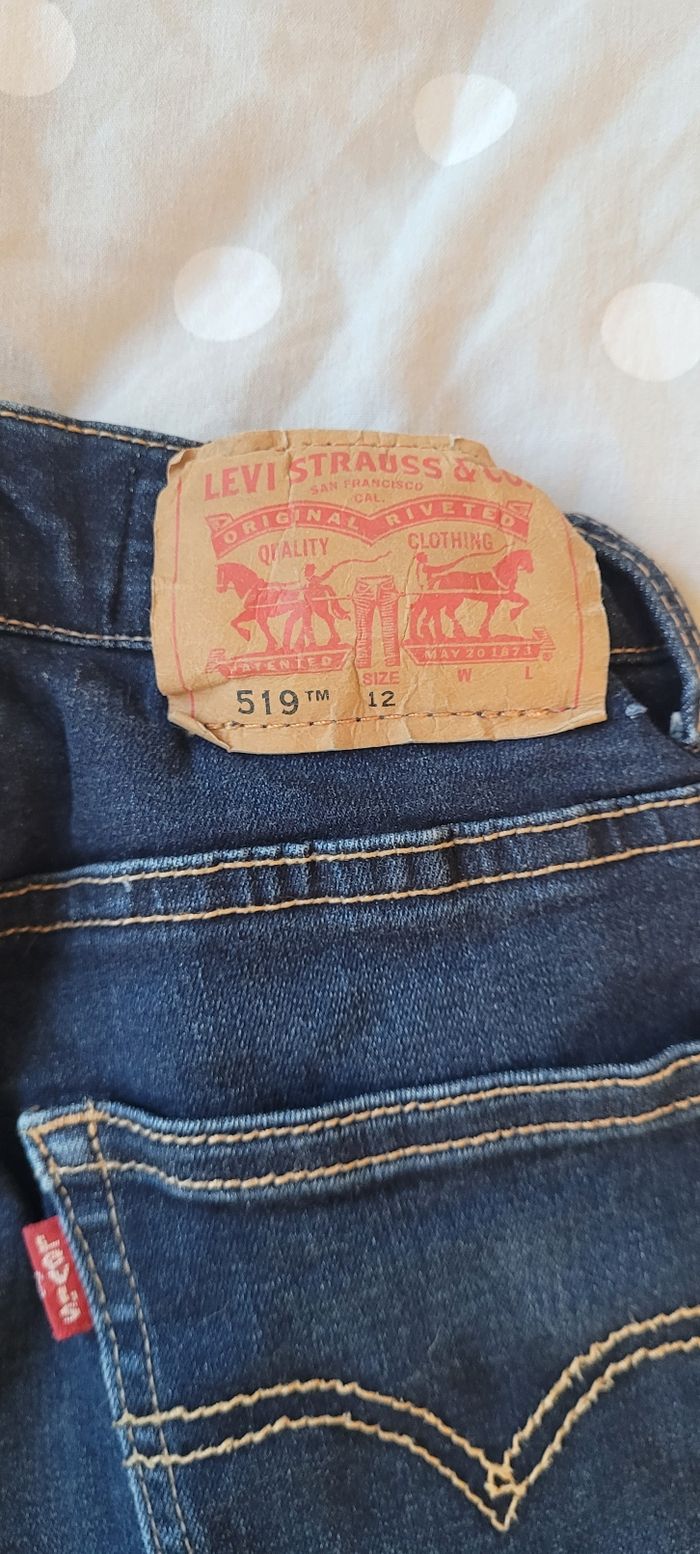 LEVI STRAUSS & CO.
SAN FRANCISCO
CAL.
ORIGINAL RIVETED
QUALITY CLOTHING
PATENTED MAY 20 1873
SIZE W L
519™ 12
Levi's